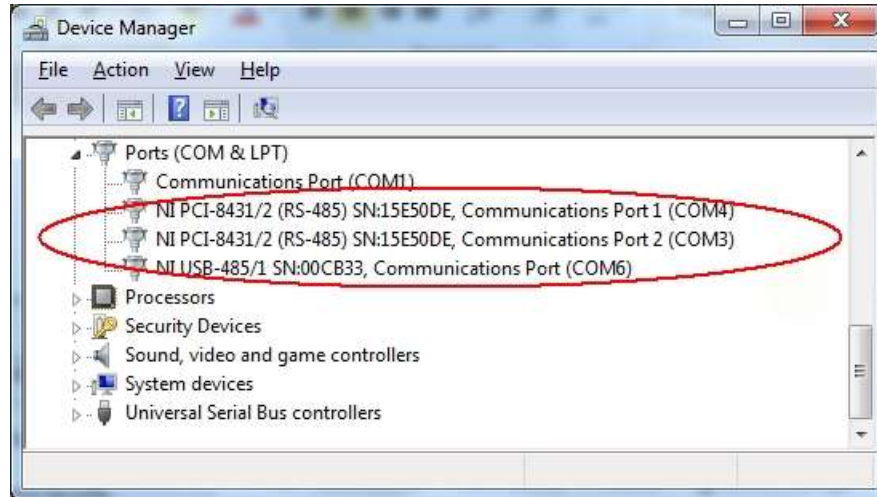 Device Manager
File Action View Help
Ports (COM & LPT)
Communications Port (COM1)
NI PCI-8431/2 (RS-485) SN:15E50DE, Communications Port 1 (COM4)
NI PCI-8431/2 (RS-485) SN:15E50DE, Communications Port 2 (COM3)
NI USB-485/1 SN:00CB33, Communications Port (COM6)
Processors
Security Devices
Sound, video and game controllers
System devices
Universal Serial Bus controllers